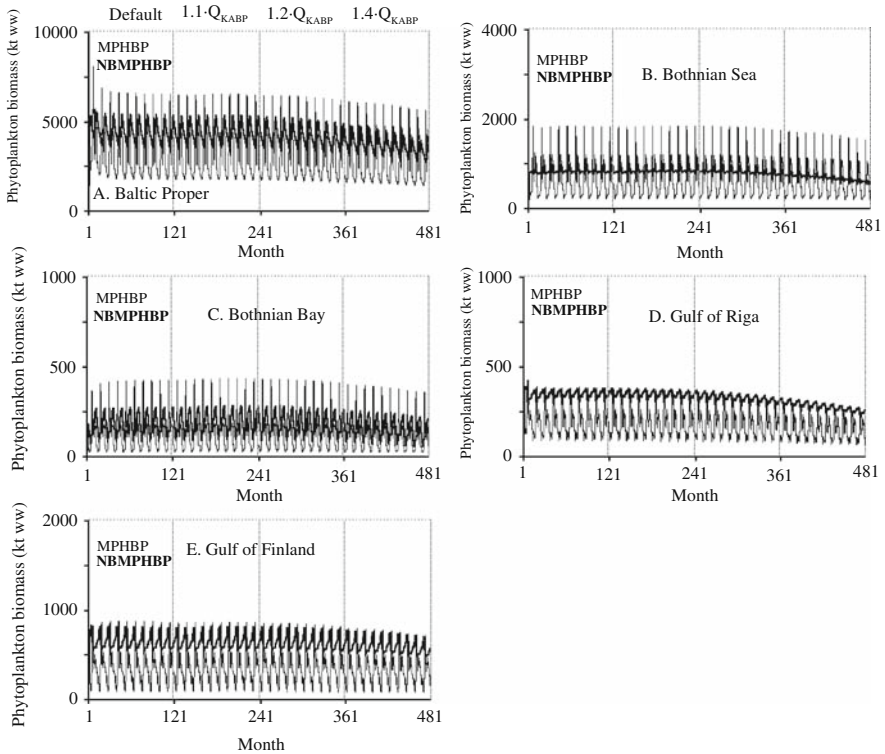 Default 1.1·QKABP 1.2·QKABP 1.4·QKABP
Phytoplankton biomass (kt ww)
10000
5000
0
MPHBP
NBMPHBP
A. Baltic Proper
1 121 241 361 481
Month
Phytoplankton biomass (kt ww)
4000
2000
0
MPHBP
NBMPHBP
B. Bothnian Sea
1 121 241 361 481
Month
Phytoplankton biomass (kt ww)
1000
500
0
MPHBP
NBMPHBP
C. Bothnian Bay
1 121 241 361 481
Month
Phytoplankton biomass (kt ww)
1000
500
0
MPHBP
NBMPHBP
D. Gulf of Riga
1 121 241 361 481
Month
Phytoplankton biomass (kt ww)
2000
1000
0
MPHBP
NBMPHBP
E. Gulf of Finland
1 121 241 361 481
Month